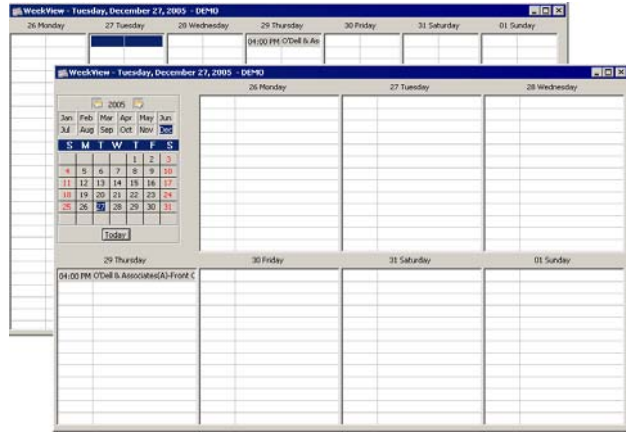 WeekView - Tuesday, December 27, 2005 - DEMO
26 Monday 27 Tuesday 28 Wednesday 29 Thursday 30 Friday 31 Saturday 01 Sunday
04:00 PM O'Dell & As
WeekView - Tuesday, December 27, 2005 - DEMO
26 Monday 27 Tuesday 28 Wednesday
2005
Jan Feb Mar Apr May Jun
Jul Aug Sep Oct Nov Dec
S M T W T F S
1 2 3
4 5 6 7 8 9 10
11 12 13 14 15 16 17
18 19 20 21 22 23 24
25 26 27 28 29 30 31
Today
29 Thursday 30 Friday 31 Saturday 01 Sunday
04:00 PM O'Dell & Associates(A)-Front C